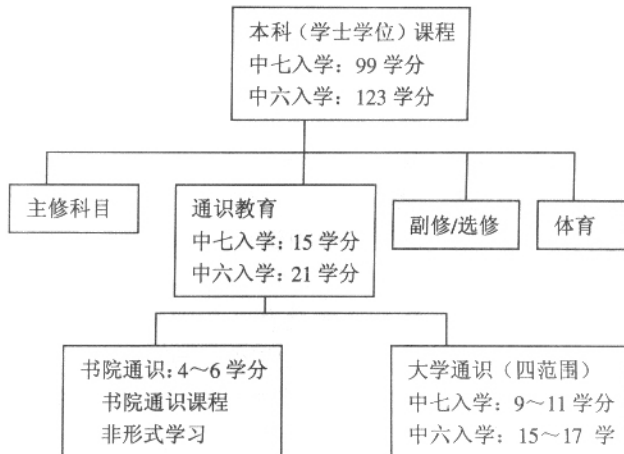 本科（学士学位）课程
中七入学：99 学分
中六入学：123 学分
主修科目
通识教育
中七入学：15 学分
中六入学：21 学分
副修/选修
体育
书院通识：4～6 学分
书院通识课程
非形式学习
大学通识（四范围）
中七入学：9～11 学分
中六入学：15～17 学